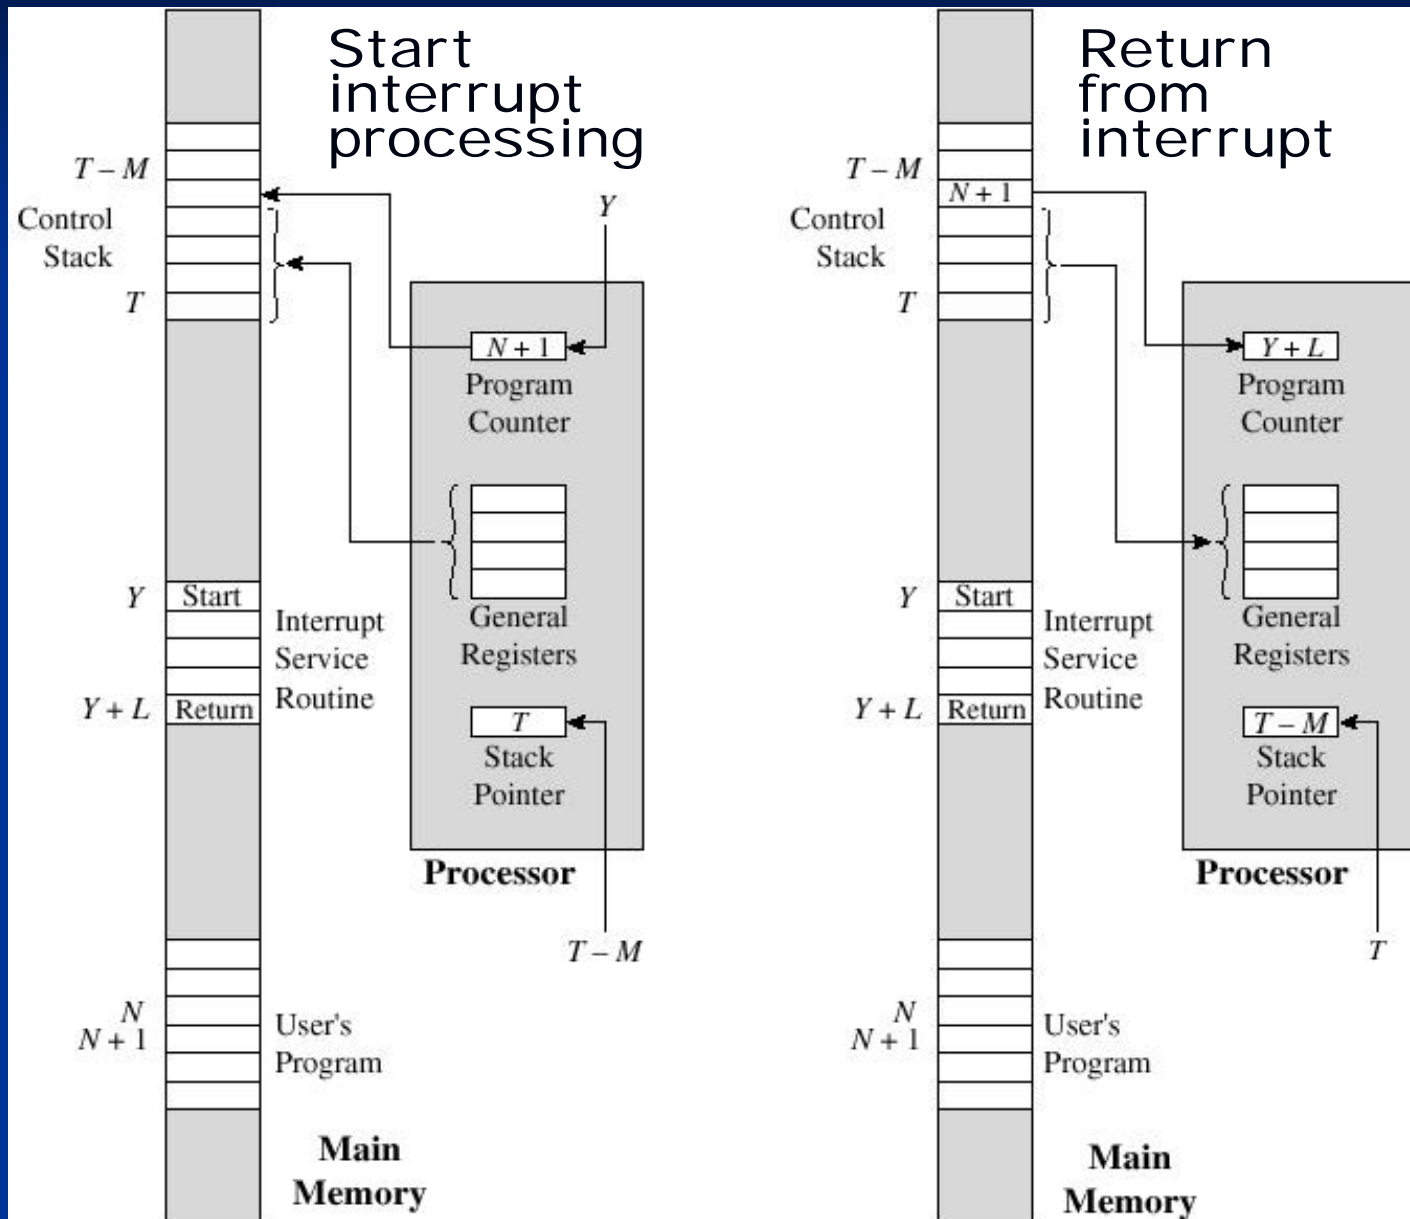 Start
interrupt
processing
T – M
Control
Stack
T
Y
N + 1
Program
Counter
General
Registers
T
Stack
Pointer
Processor
T – M
Y
Start
Interrupt
Service
Routine
Y + L
Return
N
N + 1
User's
Program
Main
Memory
Return
from
interrupt
T – M
N + 1
Control
Stack
T
Y + L
Program
Counter
General
Registers
T – M
Stack
Pointer
Processor
T
Y
Start
Interrupt
Service
Routine
Y + L
Return
N
N + 1
User's
Program
Main
Memory